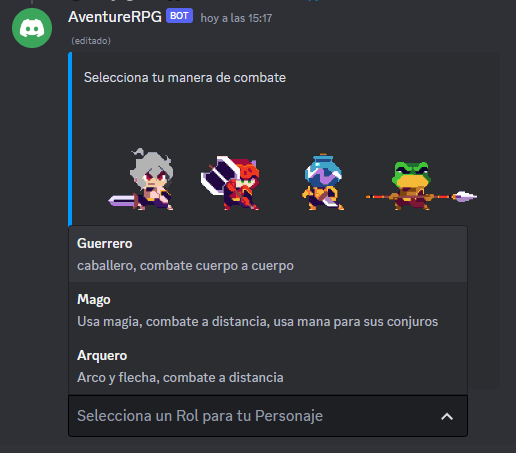 AventureRPG BOT hoy a las 15:17
(editado)
Selecciona tu manera de combate
Guerrero
caballero, combate cuerpo a cuerpo
Mago
Usa magia, combate a distancia, usa mana para sus conjuros
Arquero
Arco y flecha, combate a distancia
Selecciona un Rol para tu Personaje